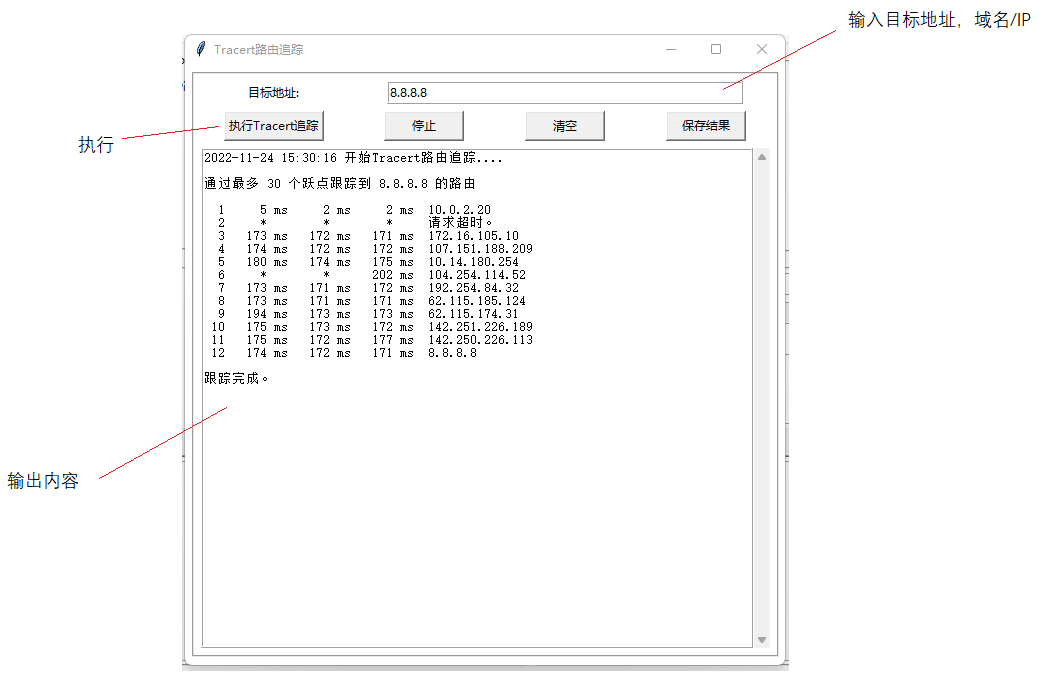 输入目标地址，域名/IP
Tracert路由追踪
目标地址: 8.8.8.8
执行Tracert追踪 停止 清空 保存结果
执行
2022-11-24 15:30:16 开始Tracert路由追踪....
通过最多 30 个跃点跟踪到 8.8.8.8 的路由
1 5 ms 2 ms 2 ms 10.0.2.20
2 * * * 请求超时。
3 173 ms 172 ms 171 ms 172.16.105.10
4 174 ms 172 ms 172 ms 107.151.188.209
5 180 ms 174 ms 175 ms 10.14.180.254
6 * * 202 ms 104.254.114.52
7 173 ms 171 ms 172 ms 192.254.84.32
8 173 ms 171 ms 171 ms 62.115.185.124
9 194 ms 173 ms 173 ms 62.115.174.31
10 175 ms 173 ms 172 ms 142.251.226.189
11 175 ms 172 ms 177 ms 142.250.226.113
12 174 ms 172 ms 171 ms 8.8.8.8
跟踪完成。
输出内容